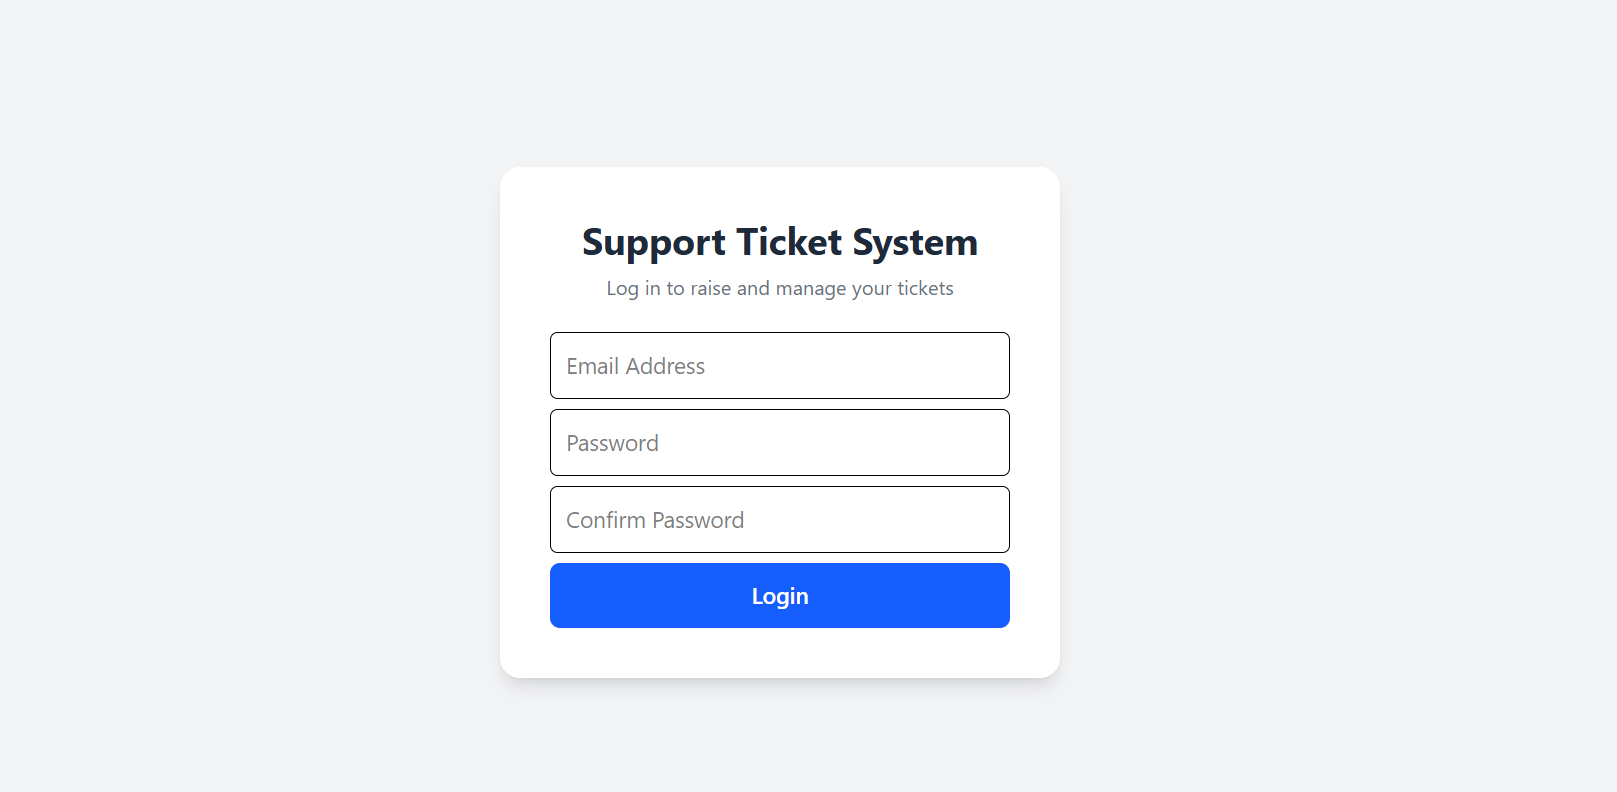 Support Ticket System
Log in to raise and manage your tickets
Email Address
Password
Confirm Password
Login